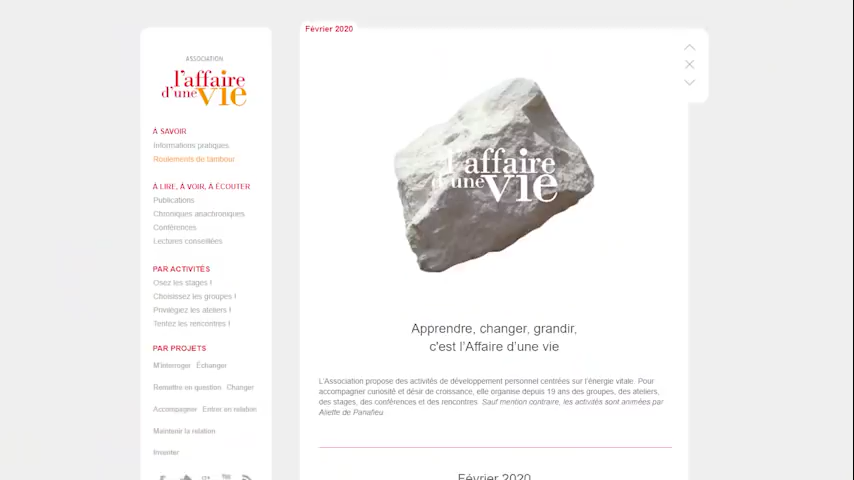 Février 2020
ASSOCIATION
l'affaire
d'une vie
À SAVOIR
Informations pratiques
Roulements de tambour
À LIRE, À VOIR, À ÉCOUTER
Publications
Chroniques anachroniques
Conférences
Lectures conseillées
PAR ACTIVITÉS
Osez les stages !
Choisissez les groupes !
Privilégiez les ateliers !
Tentez les rencontres !
PAR PROJETS
M'interroger Échanger
Remettre en question Changer
Accompagner Entrer en relation
Maintenir la relation
Inventer
l'affaire
d'une vie
Apprendre, changer, grandir,
c'est l'Affaire d'une vie
L'Association propose des activités de développement personnel centrées sur l'énergie vitale. Pour
accompagner curiosité et désir de croissance, elle organise depuis 19 ans des groupes, des ateliers,
des stages, des conférences et des rencontres. Sauf mention contraire, les activités sont animées par
Aliette de Panafieu.
Février 2020